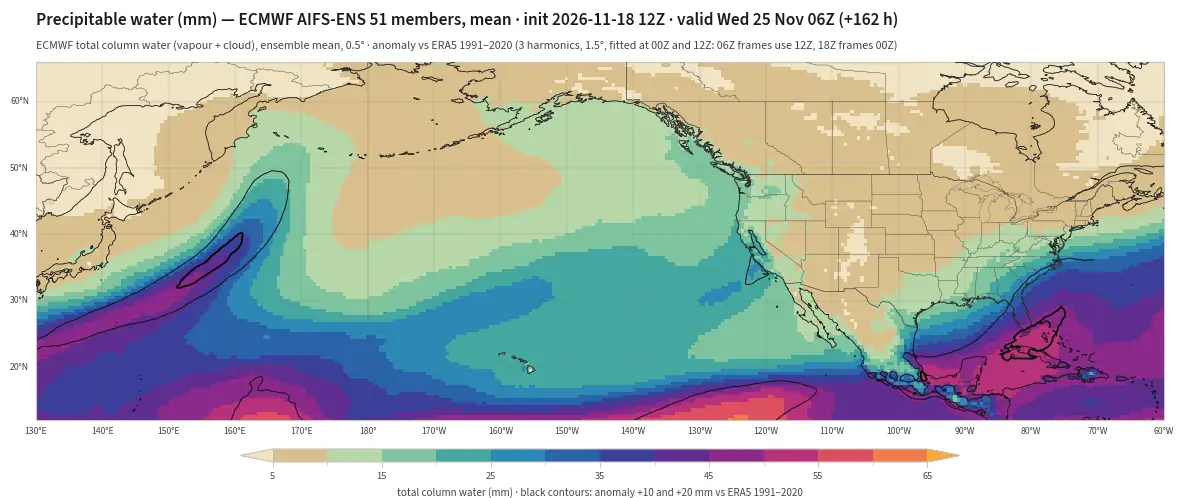 Precipitable water (mm) — ECMWF AIFS-ENS 51 members, mean · init 2026-11-18 12Z · valid Wed 25 Nov 06Z (+162 h)
ECMWF total column water (vapour + cloud), ensemble mean, 0.5° · anomaly vs ERA5 1991–2020 (3 harmonics, 1.5°, fitted at 00Z and 12Z: 06Z frames use 12Z, 18Z frames 00Z)
60°N
50°N
40°N
30°N
20°N
130°E 140°E 150°E 160°E 170°E 180° 170°W 160°W 150°W 140°W 130°W 120°W 110°W 100°W 90°W 80°W 70°W 60°W
5 15 25 35 45 55 65
total column water (mm) · black contours: anomaly +10 and +20 mm vs ERA5 1991–2020